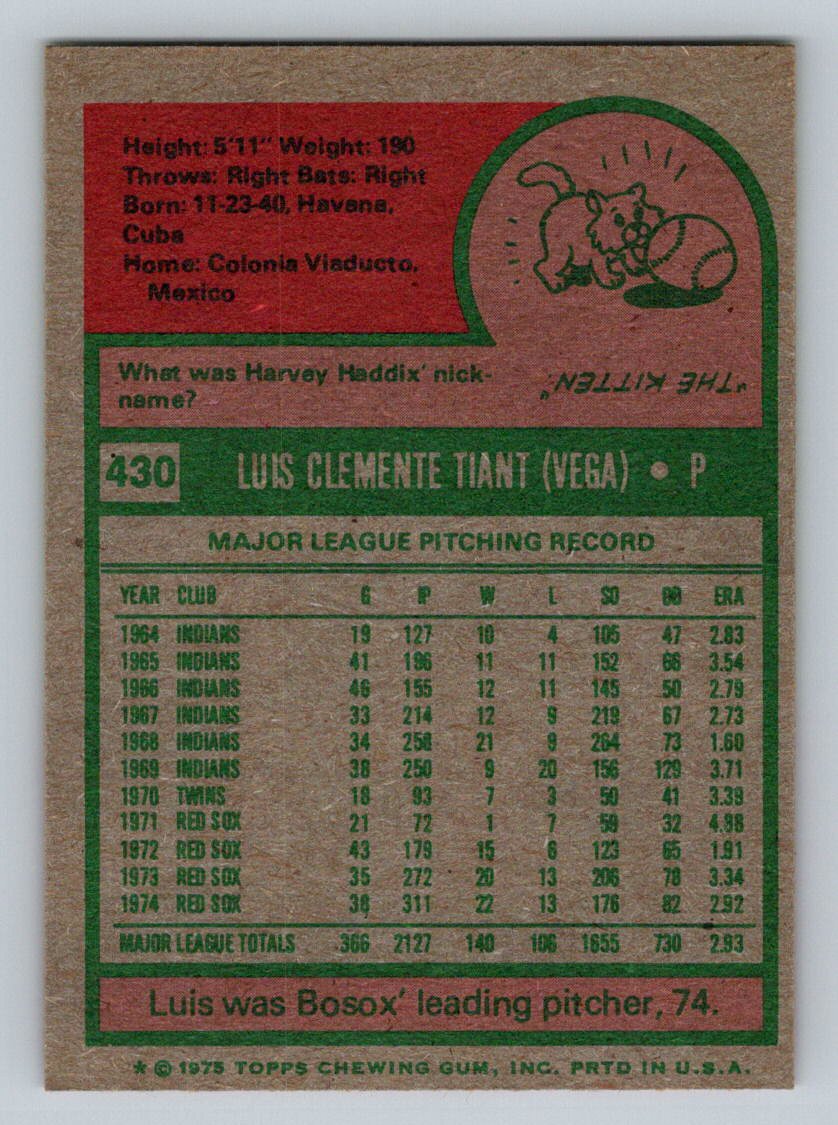 Height: 5'11" Weight: 190
Throws: Right Bats: Right
Born: 11-23-40, Havana,
Cuba
Home: Colonia Viaducto,
Mexico
What was Harvey Haddix' nick-
name?
"THE KITTEN."
430 LUIS CLEMENTE TIANT (VEGA) • P
MAJOR LEAGUE PITCHING RECORD
YEAR CLUB G IP W L SO BB ERA
1964 INDIANS 19 127 10 4 105 47 2.83
1965 INDIANS 41 196 11 11 152 66 3.54
1966 INDIANS 46 155 12 11 145 50 2.79
1967 INDIANS 33 214 12 9 219 67 2.73
1968 INDIANS 34 258 21 9 264 73 1.60
1969 INDIANS 38 250 9 20 156 129 3.71
1970 TWINS 18 93 7 3 50 41 3.39
1971 RED SOX 21 72 1 7 59 32 4.88
1972 RED SOX 43 179 15 6 123 65 1.91
1973 RED SOX 35 272 20 13 206 78 3.34
1974 RED SOX 38 311 22 13 176 82 2.92
MAJOR LEAGUE TOTALS 366 2127 140 106 1655 730 2.93
Luis was Bosox' leading pitcher, 74.
* © 1975 TOPPS CHEWING GUM, INC. PRTD IN U.S.A.